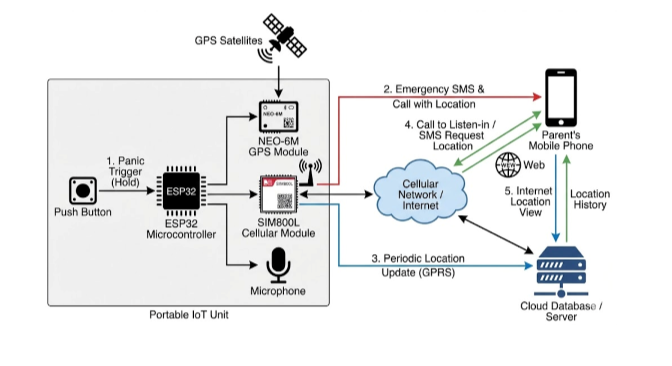 GPS Satellites
2. Emergency SMS &
Call with Location
NEO-6M
NEO-6M
GPS Module
4. Call to Listen-in /
SMS Request
Location
Parent's
Mobile Phone
1. Panic
Trigger
(Hold)
Web
ESP32
SIM800L
Cellular
Network /
Internet
5. Internet
Location
View
Location
History
Push Button
ESP32
Microcontroller
SIM800L
Cellular Module
3. Periodic Location
Update (GPRS)
Microphone
Cloud Database /
Server
Portable IoT Unit